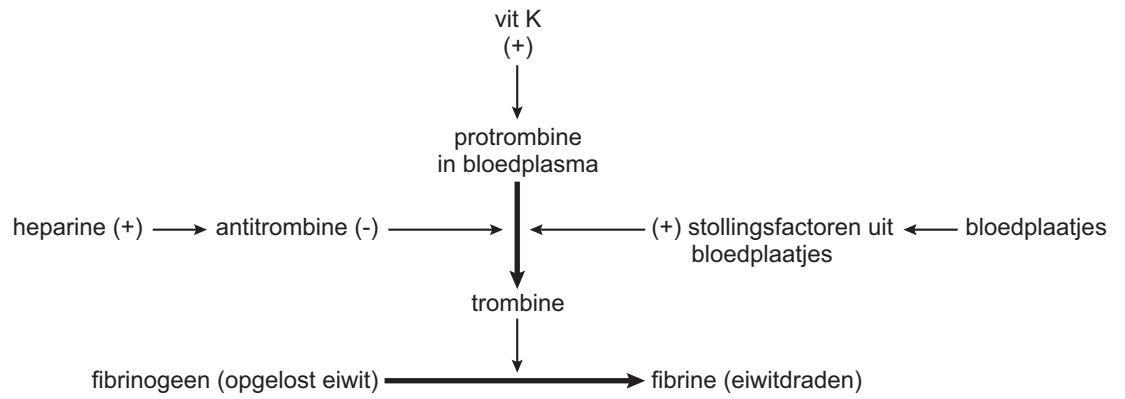 vit K
(+)
protrombine
in bloedplasma
heparine (+) antitrombine (-) (+) stollingsfactoren uit bloedplaatjes
bloedplaatjes
trombine
fibrinogeen (opgelost eiwit) fibrine (eiwitdraden)